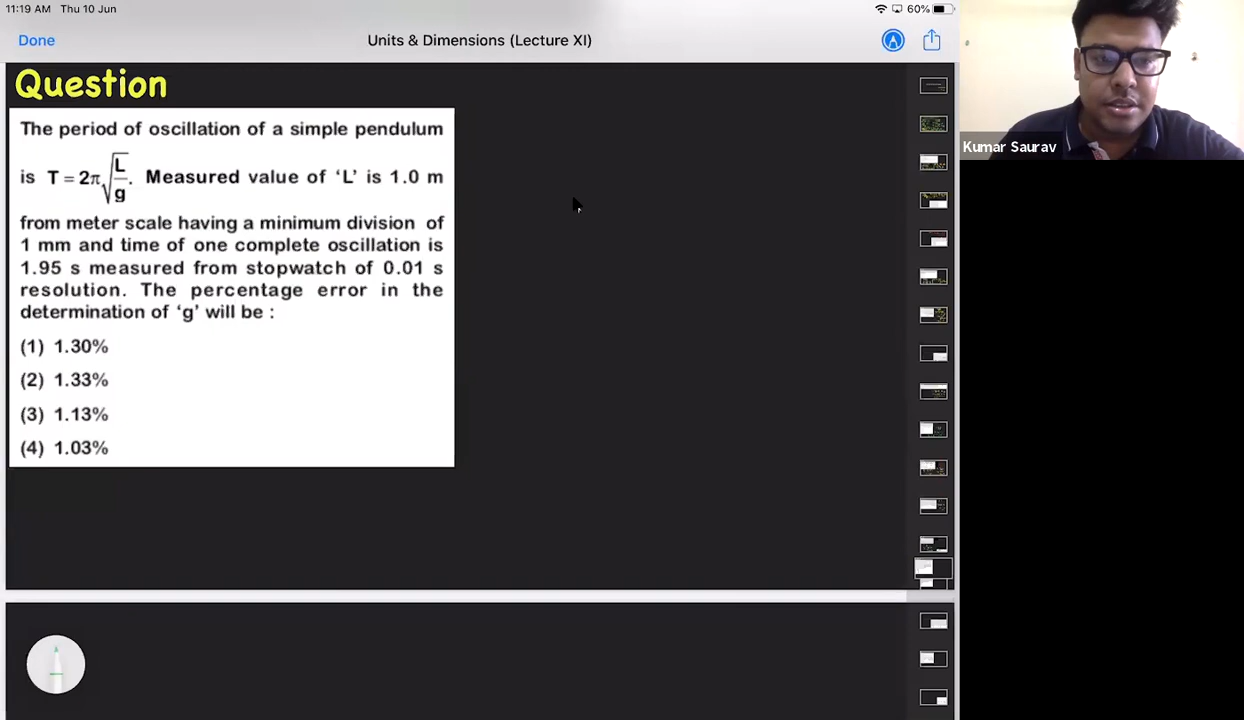 11:19 AM Thu 10 Jun
60%
Done
Units & Dimensions (Lecture XI)
Question
The period of oscillation of a simple pendulum
is T = 2π√(L/g). Measured value of ‘L’ is 1.0 m
from meter scale having a minimum division of
1 mm and time of one complete oscillation is
1.95 s measured from stopwatch of 0.01 s
resolution. The percentage error in the
determination of ‘g’ will be :
(1) 1.30%
(2) 1.33%
(3) 1.13%
(4) 1.03%
Kumar Saurav